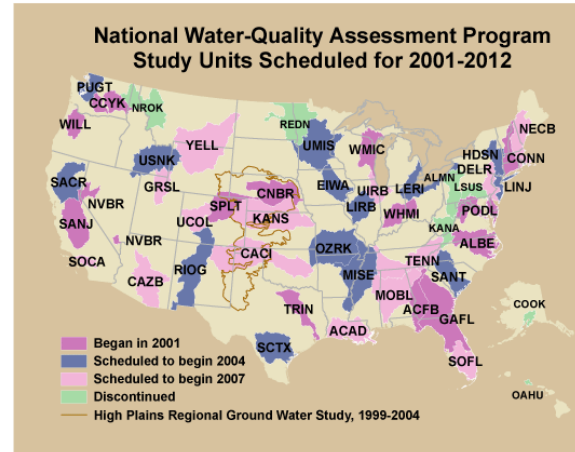 National Water-Quality Assessment Program
Study Units Scheduled for 2001-2012
PUGT
CCYK
NROK
WILL
REDN
NECB
YELL
UMIS
WMIC
HDSN
CONN
DELR
USNK
ALMN
LSUS
LINJ
SACR
GRSL
EIWA
UIRB
LERI
CNBR
NVBR
SPLT
LIRB
WHMI
PODL
SANJ
UCOL
KANS
KANA
NVBR
OZRK
ALBE
SOCA
CACI
TENN
RIOG
MISE
SANT
CAZB
MOBL
ACFB
COOK
TRIN
GAFL
ACAD
SCTX
SOFL
OAHU
Began in 2001
Scheduled to begin 2004
Scheduled to begin 2007
Discontinued
High Plains Regional Ground Water Study, 1999-2004